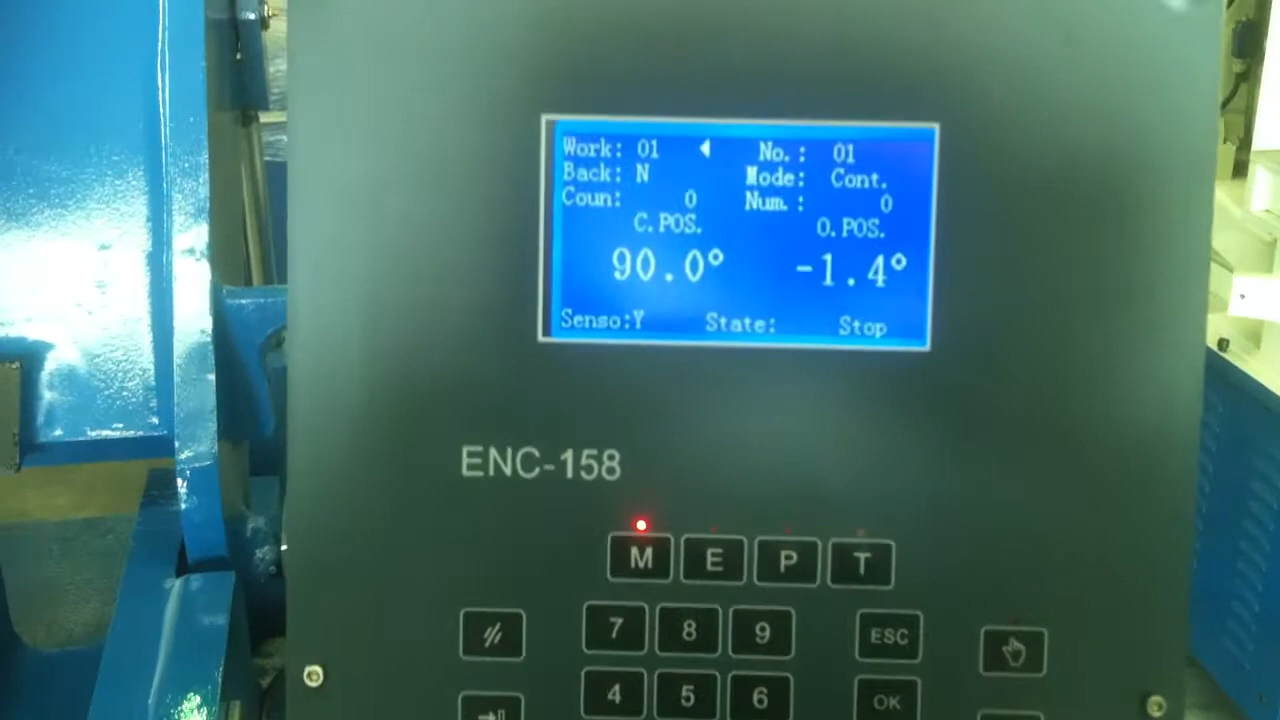 Work: 01 No.: 01
Back: N Mode: Cont.
Coun: 0 Num.: 0
C.POS. O.POS.
90.0° -1.4°
Senso:Y State: Stop
ENC-158
M E P T
7 8 9 ESC
4 5 6 OK